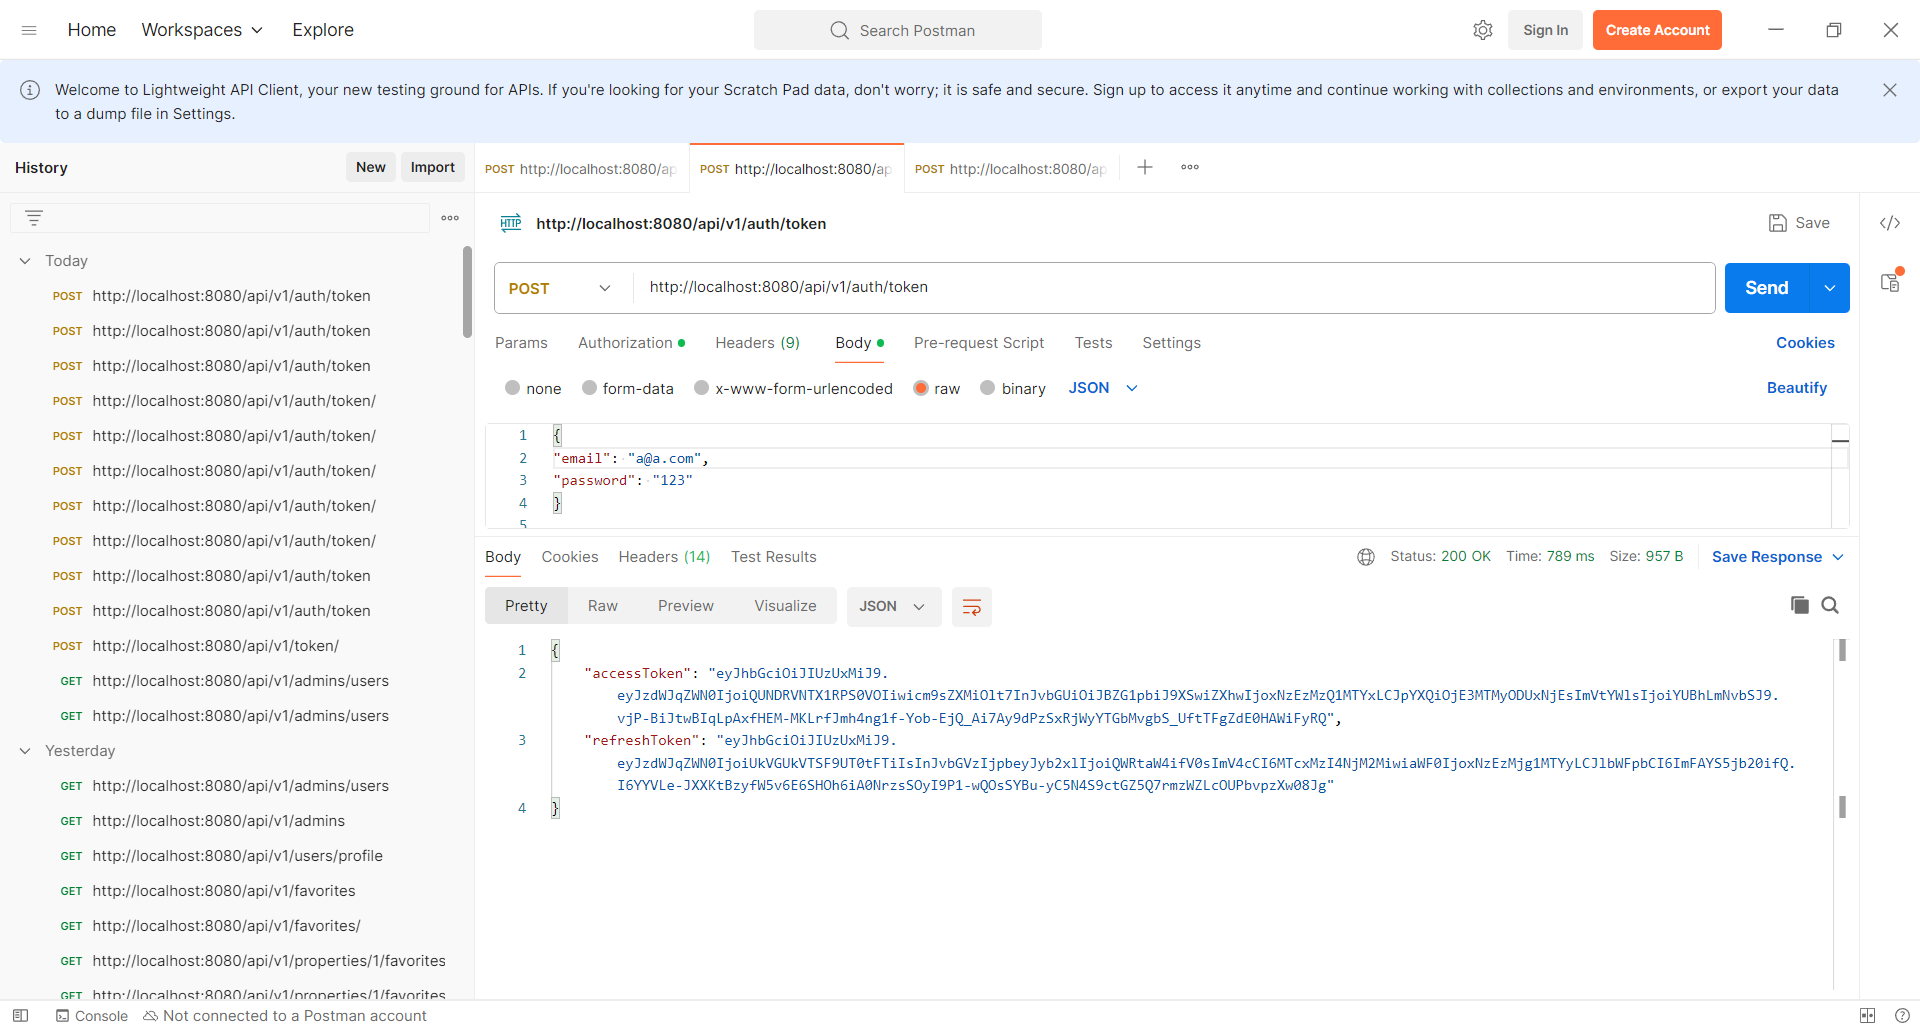 Home Workspaces Explore
Search Postman
Sign In Create Account
Welcome to Lightweight API Client, your new testing ground for APIs. If you're looking for your Scratch Pad data, don't worry; it is safe and secure. Sign up to access it anytime and continue working with collections and environments, or export your data
to a dump file in Settings.
History New Import
Today
POST http://localhost:8080/api/v1/auth/token
POST http://localhost:8080/api/v1/auth/token
POST http://localhost:8080/api/v1/auth/token
POST http://localhost:8080/api/v1/auth/token/
POST http://localhost:8080/api/v1/auth/token/
POST http://localhost:8080/api/v1/auth/token/
POST http://localhost:8080/api/v1/auth/token/
POST http://localhost:8080/api/v1/auth/token/
POST http://localhost:8080/api/v1/auth/token
POST http://localhost:8080/api/v1/auth/token
POST http://localhost:8080/api/v1/token/
GET http://localhost:8080/api/v1/admins/users
GET http://localhost:8080/api/v1/admins/users
Yesterday
GET http://localhost:8080/api/v1/admins/users
GET http://localhost:8080/api/v1/admins
GET http://localhost:8080/api/v1/users/profile
GET http://localhost:8080/api/v1/favorites
GET http://localhost:8080/api/v1/favorites/
GET http://localhost:8080/api/v1/properties/1/favorites
GET http://localhost:8080/api/v1/properties/1/favorites
POST http://localhost:8080/ap POST http://localhost:8080/ap POST http://localhost:8080/ap
HTTP http://localhost:8080/api/v1/auth/token Save
POST http://localhost:8080/api/v1/auth/token Send
Params Authorization Headers (9) Body Pre-request Script Tests Settings Cookies
none form-data x-www-form-urlencoded raw binary JSON Beautify
1 {
2 "email": "a@a.com",
3 "password": "123"
4 }
5
Body Cookies Headers (14) Test Results Status: 200 OK Time: 789 ms Size: 957 B Save Response
Pretty Raw Preview Visualize JSON
1 {
2 "accessToken": "eyJhbGciOiJIUzUxMiJ9.
eyJzdWJqZWN0IjoiQUNDRVNTX1RPS0VOIiwicm9sZXMiOlt7InJvbGUiOiJBZG1pbiJ9XSwiZXhwIjoxNzEzMzQ1MTYxLCJpYXQiOjE3MTMyODUxNjEsImVtYWlsIjoiYUBhLmNvbSJ9.
vjP-BiJtwBIqLpAxfHEM-MKLrfJmh4ng1f-Yob-EjQ_Ai7Ay9dPzSxRjWyYTGbMvgbS_UftTFgZdE0HAWiFyRQ",
3 "refreshToken": "eyJhbGciOiJIUzUxMiJ9.
eyJzdWJqZWN0IjoiUkVGUkVTSF9UT0tFTiIsInJvbGVzIjpbeyJyb2xlIjoiQWRtaW4ifV0sImV4cCI6MTcxMzI4NjM2MiwiaWF0IjoxNzEzMjg1MTYyLCJlbWFpbCI6ImFAYS5jb20ifQ.
I6YYVLe-JXXKtBzyfW5v6E6SHOh6iA0NrzsSOyI9P1-wQOsSYBu-yC5N4S9ctGZ5Q7rmzWZLcOUPbvpzXw08Jg"
4 }
Console Not connected to a Postman account